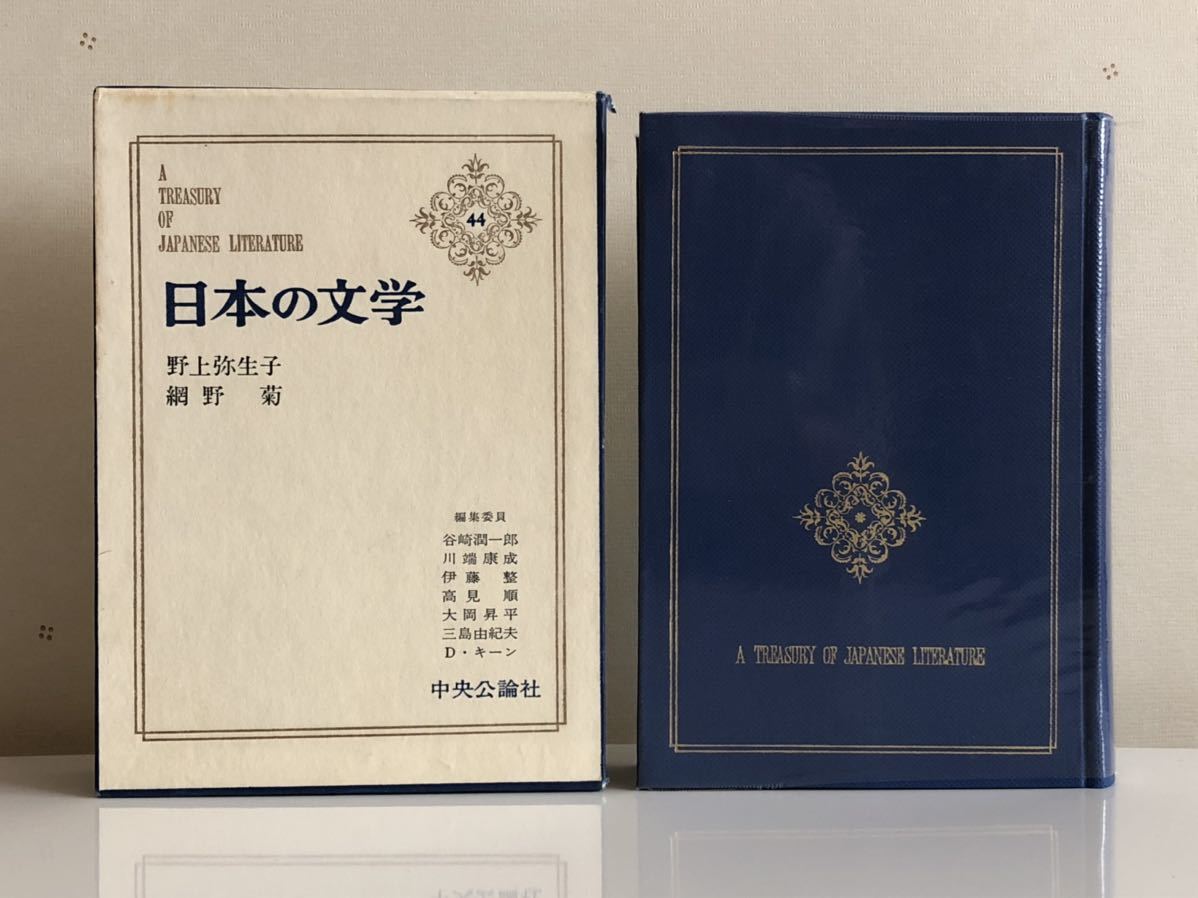 A
TREASURY
OF
JAPANESE LITERATURE
44
日本の文学
野上弥生子
網野 菊
編集委員
谷崎潤一郎
川端康成
伊藤 整
高見 順
大岡昇平
三島由紀夫
D・キーン
中央公論社
A TREASURY OF JAPANESE LITERATURE